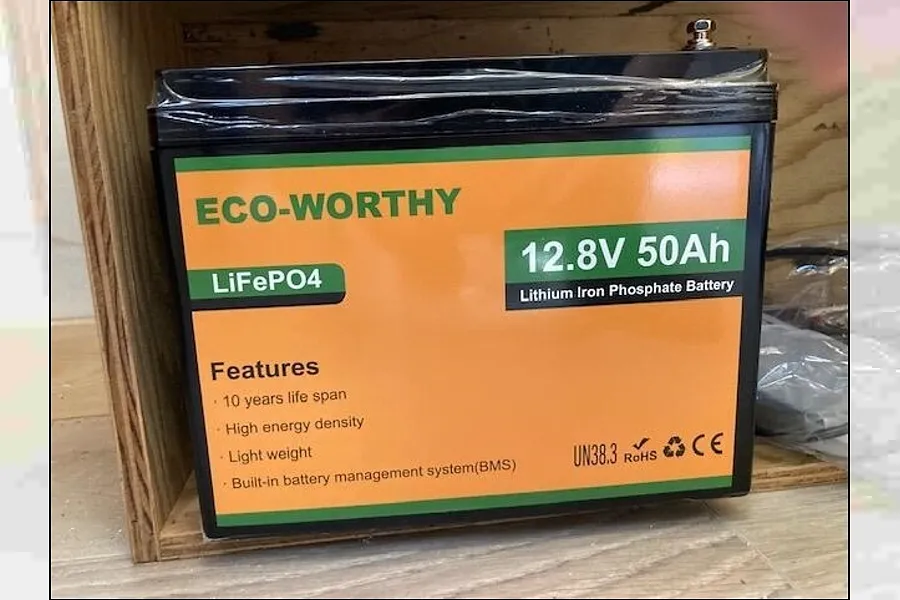 ECO-WORTHY
12.8V 50Ah
LiFePO4
Lithium Iron Phosphate Battery
Features
· 10 years life span
· High energy density
· Light weight
· Built-in battery management system(BMS)
UN38.3 RoHS CE